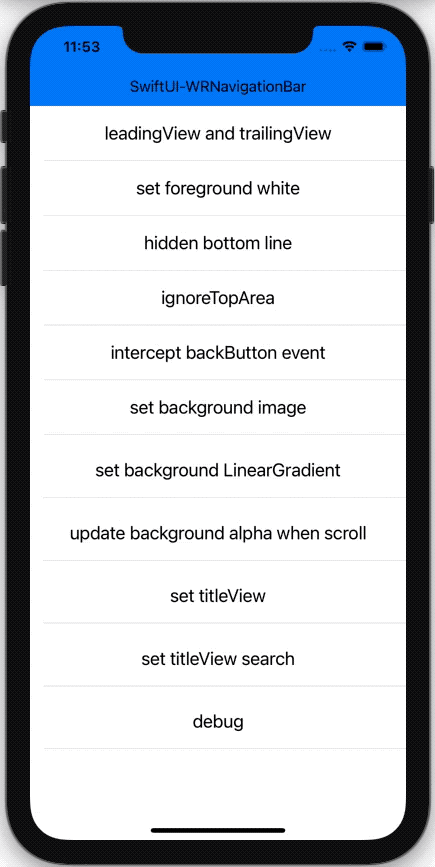 11:53
SwiftUI-WRNavigationBar
leadingView and trailingView
set foreground white
hidden bottom line
ignoreTopArea
intercept backButton event
set background image
set background LinearGradient
update background alpha when scroll
set titleView
set titleView search
debug